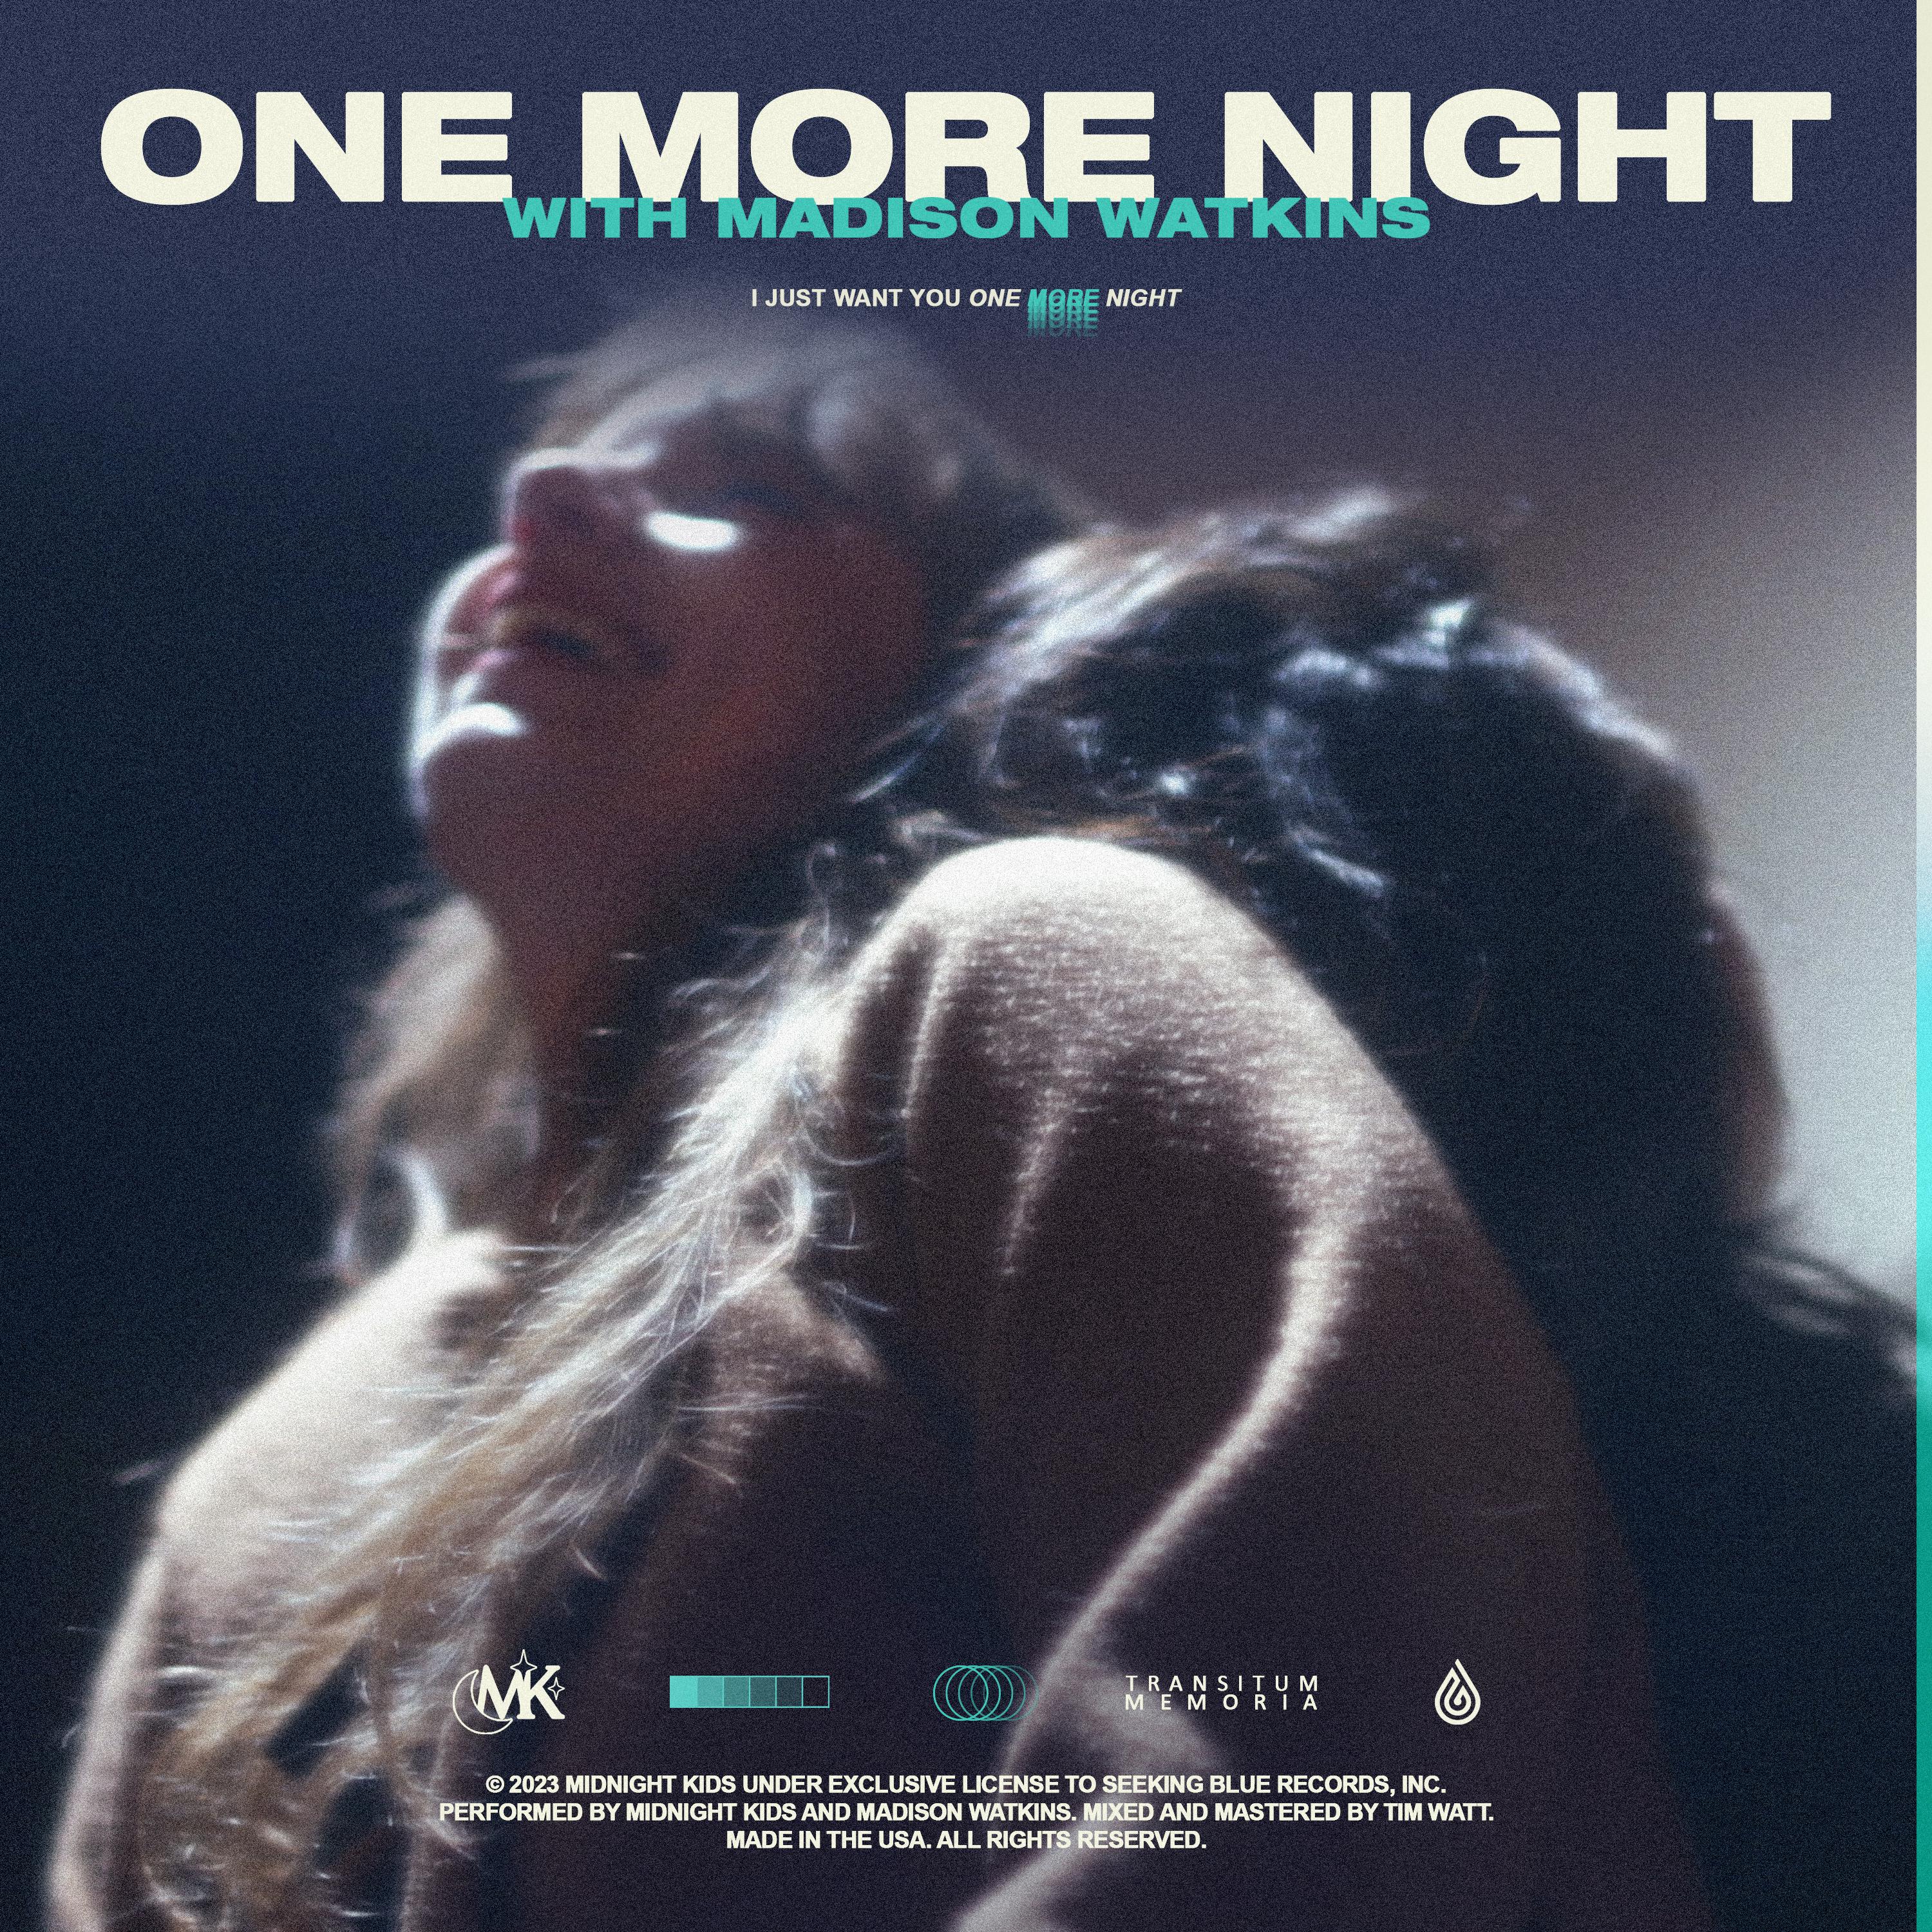 ONE MORE NIGHT
WITH MADISON WATKINS
I JUST WANT YOU ONE MORE NIGHT
MK
TRANSITUM
MEMORIA
© 2023 MIDNIGHT KIDS UNDER EXCLUSIVE LICENSE TO SEEKING BLUE RECORDS, INC.
PERFORMED BY MIDNIGHT KIDS AND MADISON WATKINS. MIXED AND MASTERED BY TIM WATT.
MADE IN THE USA. ALL RIGHTS RESERVED.